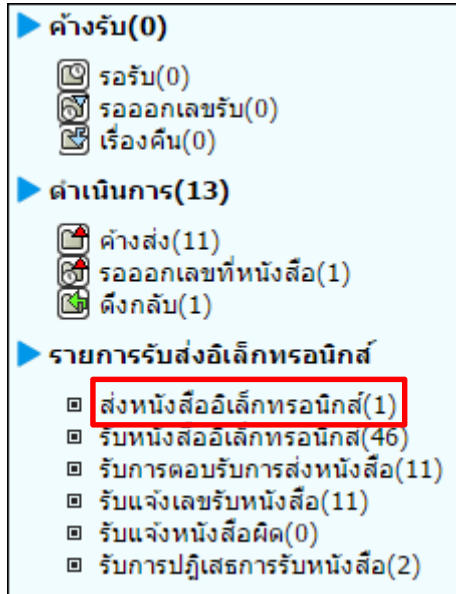 ค้างรับ(0)
รอรับ(0)
รอออกเลขรับ(0)
เรื่องคืน(0)
ดำเนินการ(13)
ค้างส่ง(11)
รอออกเลขที่หนังสือ(1)
ดึงกลับ(1)
รายการรับส่งอิเล็กทรอนิกส์
ส่งหนังสืออิเล็กทรอนิกส์(1)
รับหนังสืออิเล็กทรอนิกส์(46)
รับการตอบรับการส่งหนังสือ(11)
รับแจ้งเลขรับหนังสือ(11)
รับแจ้งหนังสือผิด(0)
รับการปฏิเสธการรับหนังสือ(2)